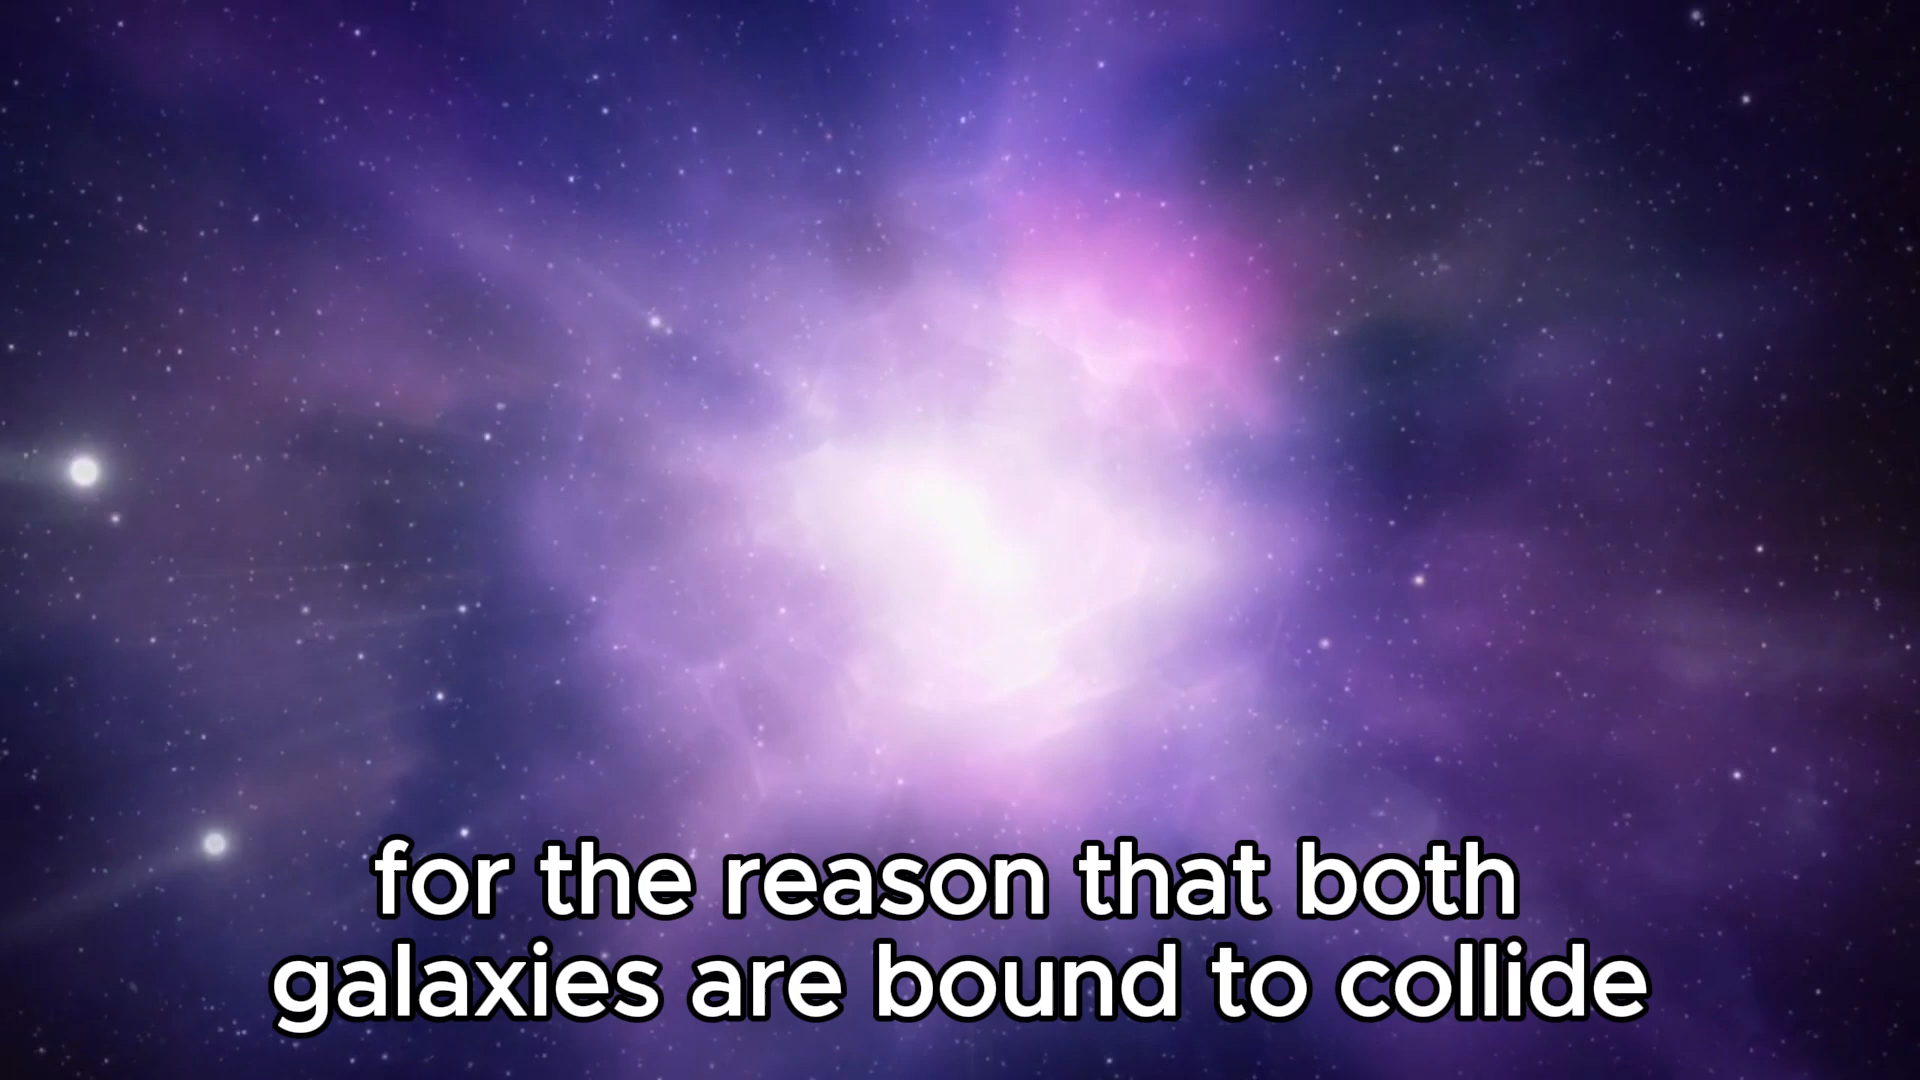 for the reason that both
galaxies are bound to collide